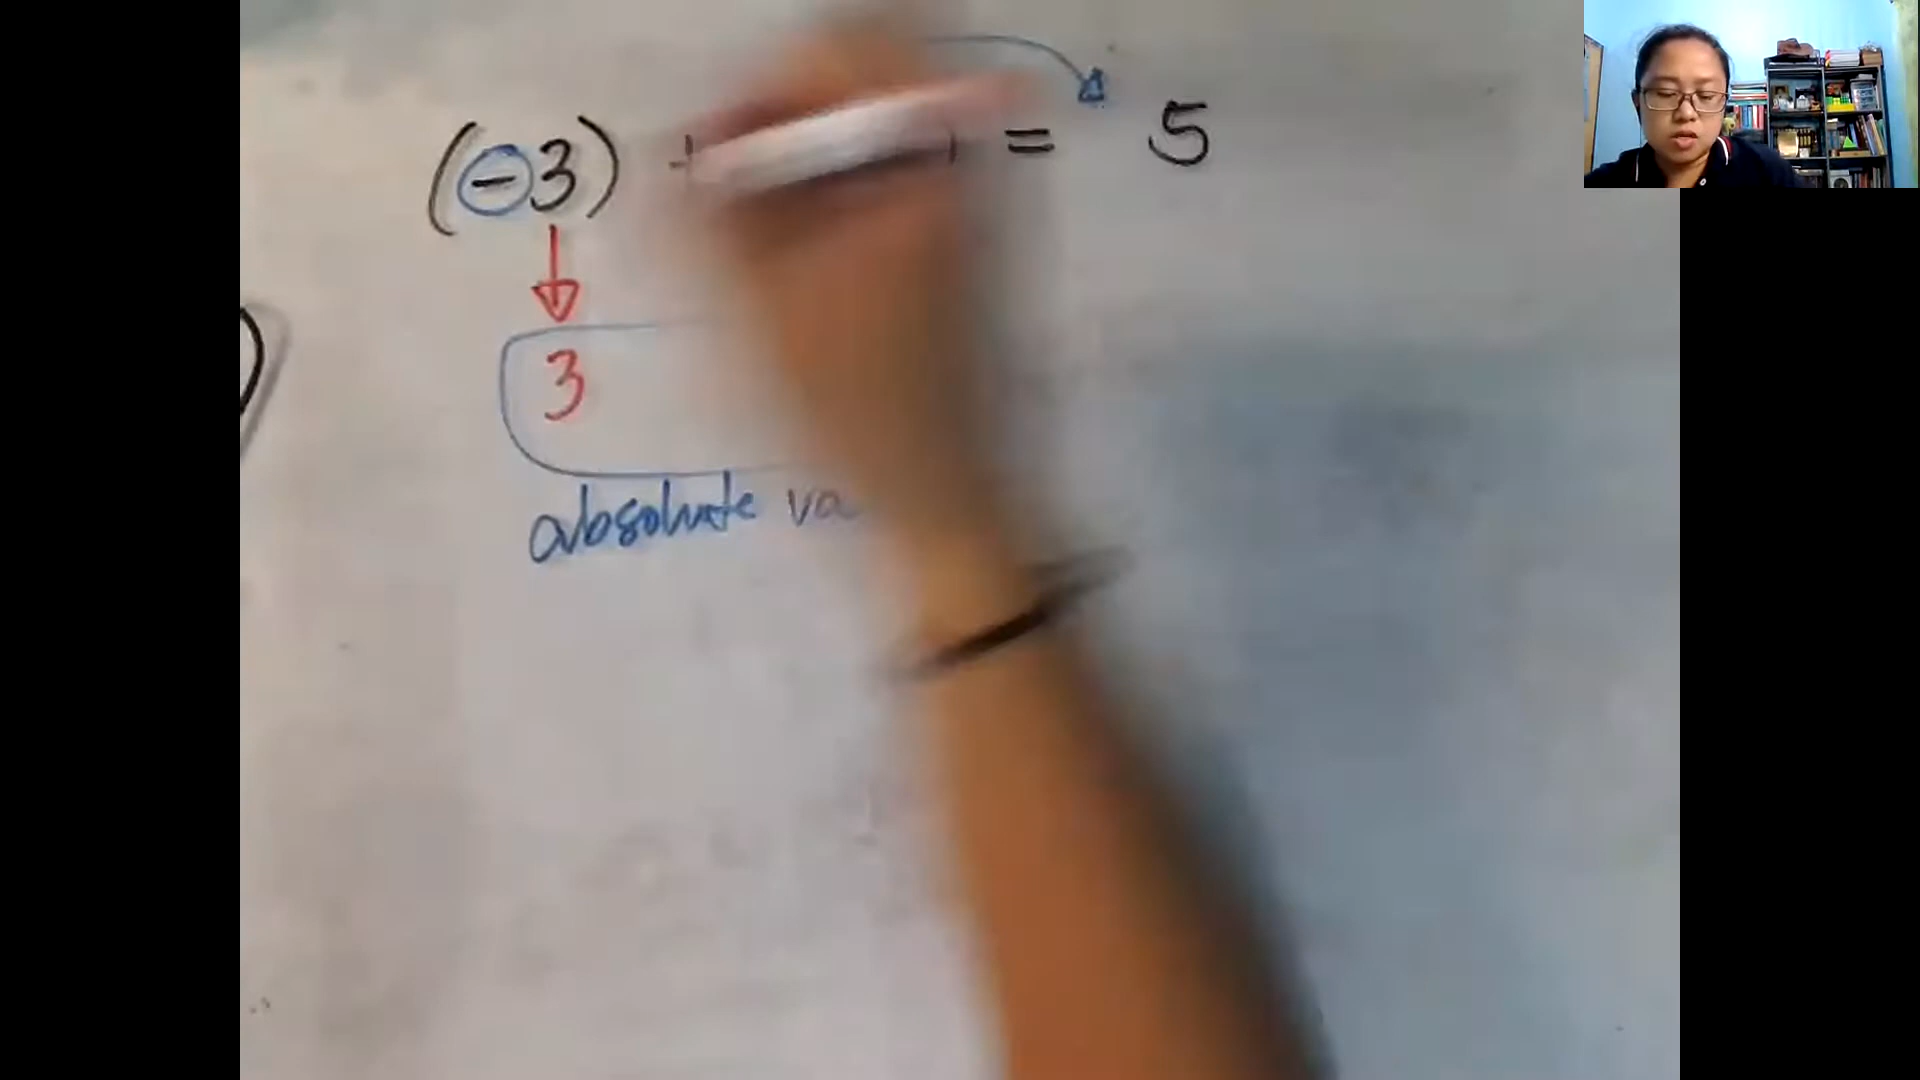 (-3) + ) = 5
3
absolute va